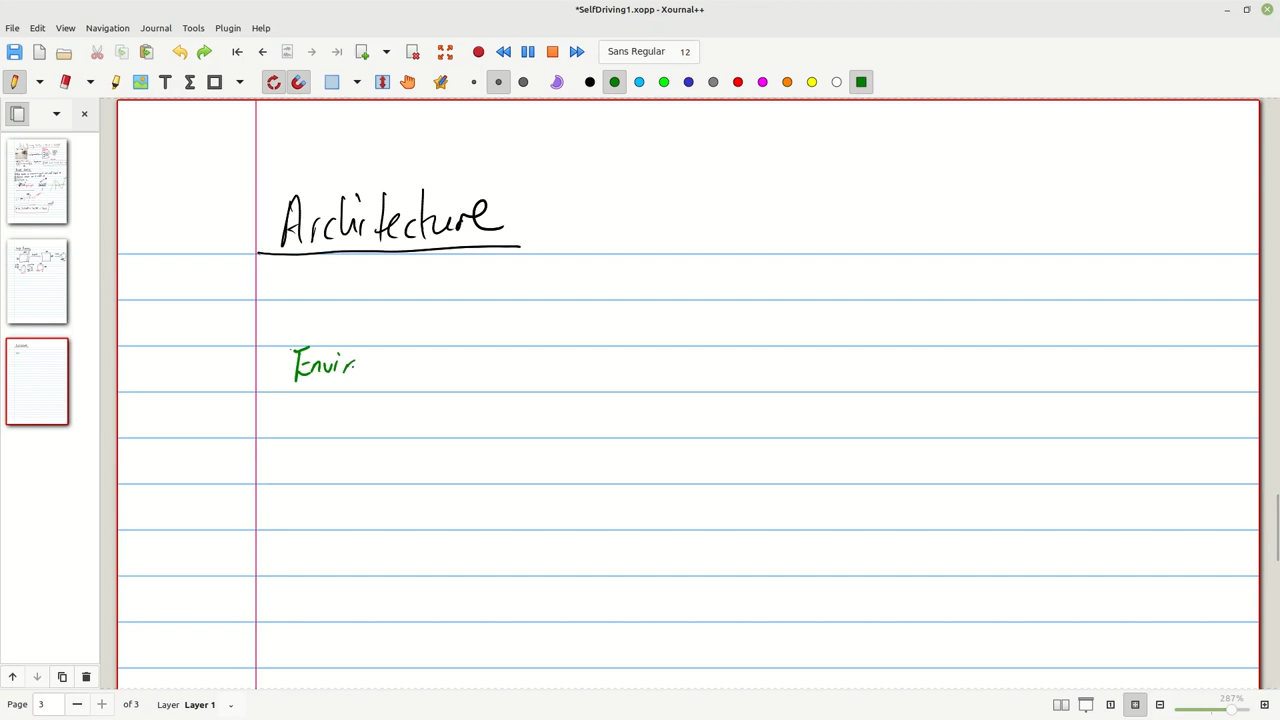 *SelfDriving1.xopp - Xournal++
File Edit View Navigation Journal Tools Plugin Help
Sans Regular 12
Architecture
Envir
Page 3 of 3 Layer Layer 1
287%